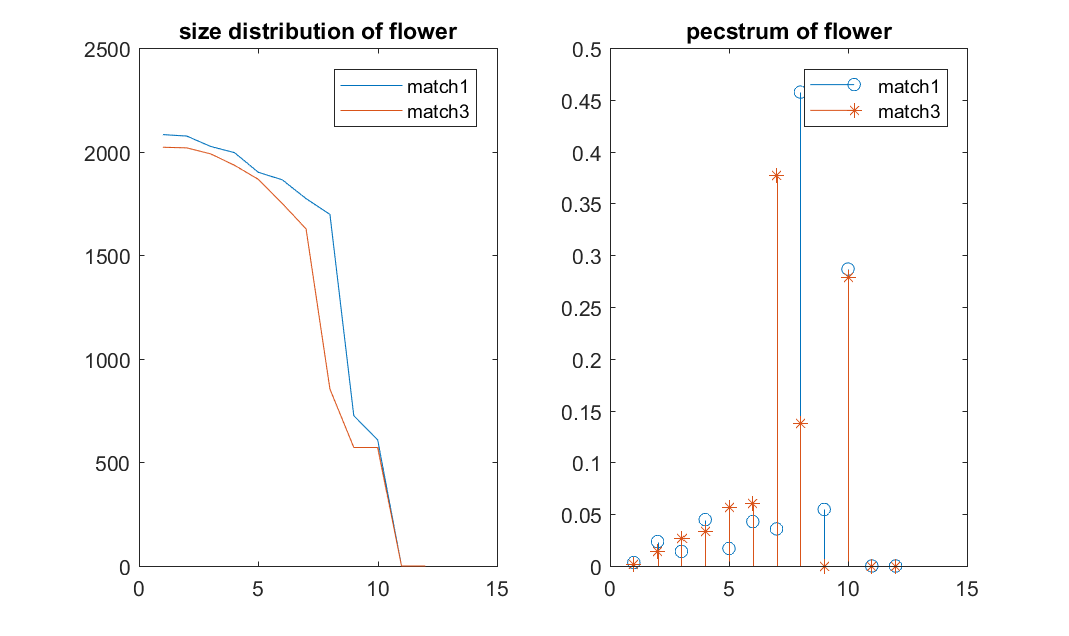 size distribution of flower
2500
2000
1500
1000
500
0
0 5 10 15
match1
match3
pecstrum of flower
0.5
0.45
0.4
0.35
0.3
0.25
0.2
0.15
0.1
0.05
0
0 5 10 15
match1
match3